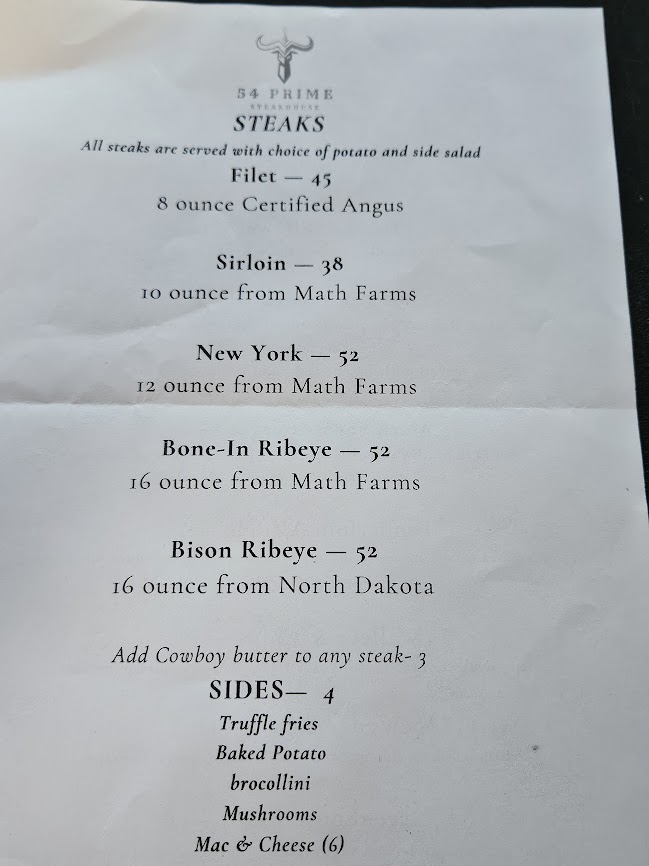 54 PRIME
STEAKHOUSE
STEAKS
All steaks are served with choice of potato and side salad
Filet — 45
8 ounce Certified Angus
Sirloin — 38
10 ounce from Math Farms
New York — 52
12 ounce from Math Farms
Bone-In Ribeye — 52
16 ounce from Math Farms
Bison Ribeye — 52
16 ounce from North Dakota
Add Cowboy butter to any steak- 3
SIDES— 4
Truffle fries
Baked Potato
brocollini
Mushrooms
Mac & Cheese (6)